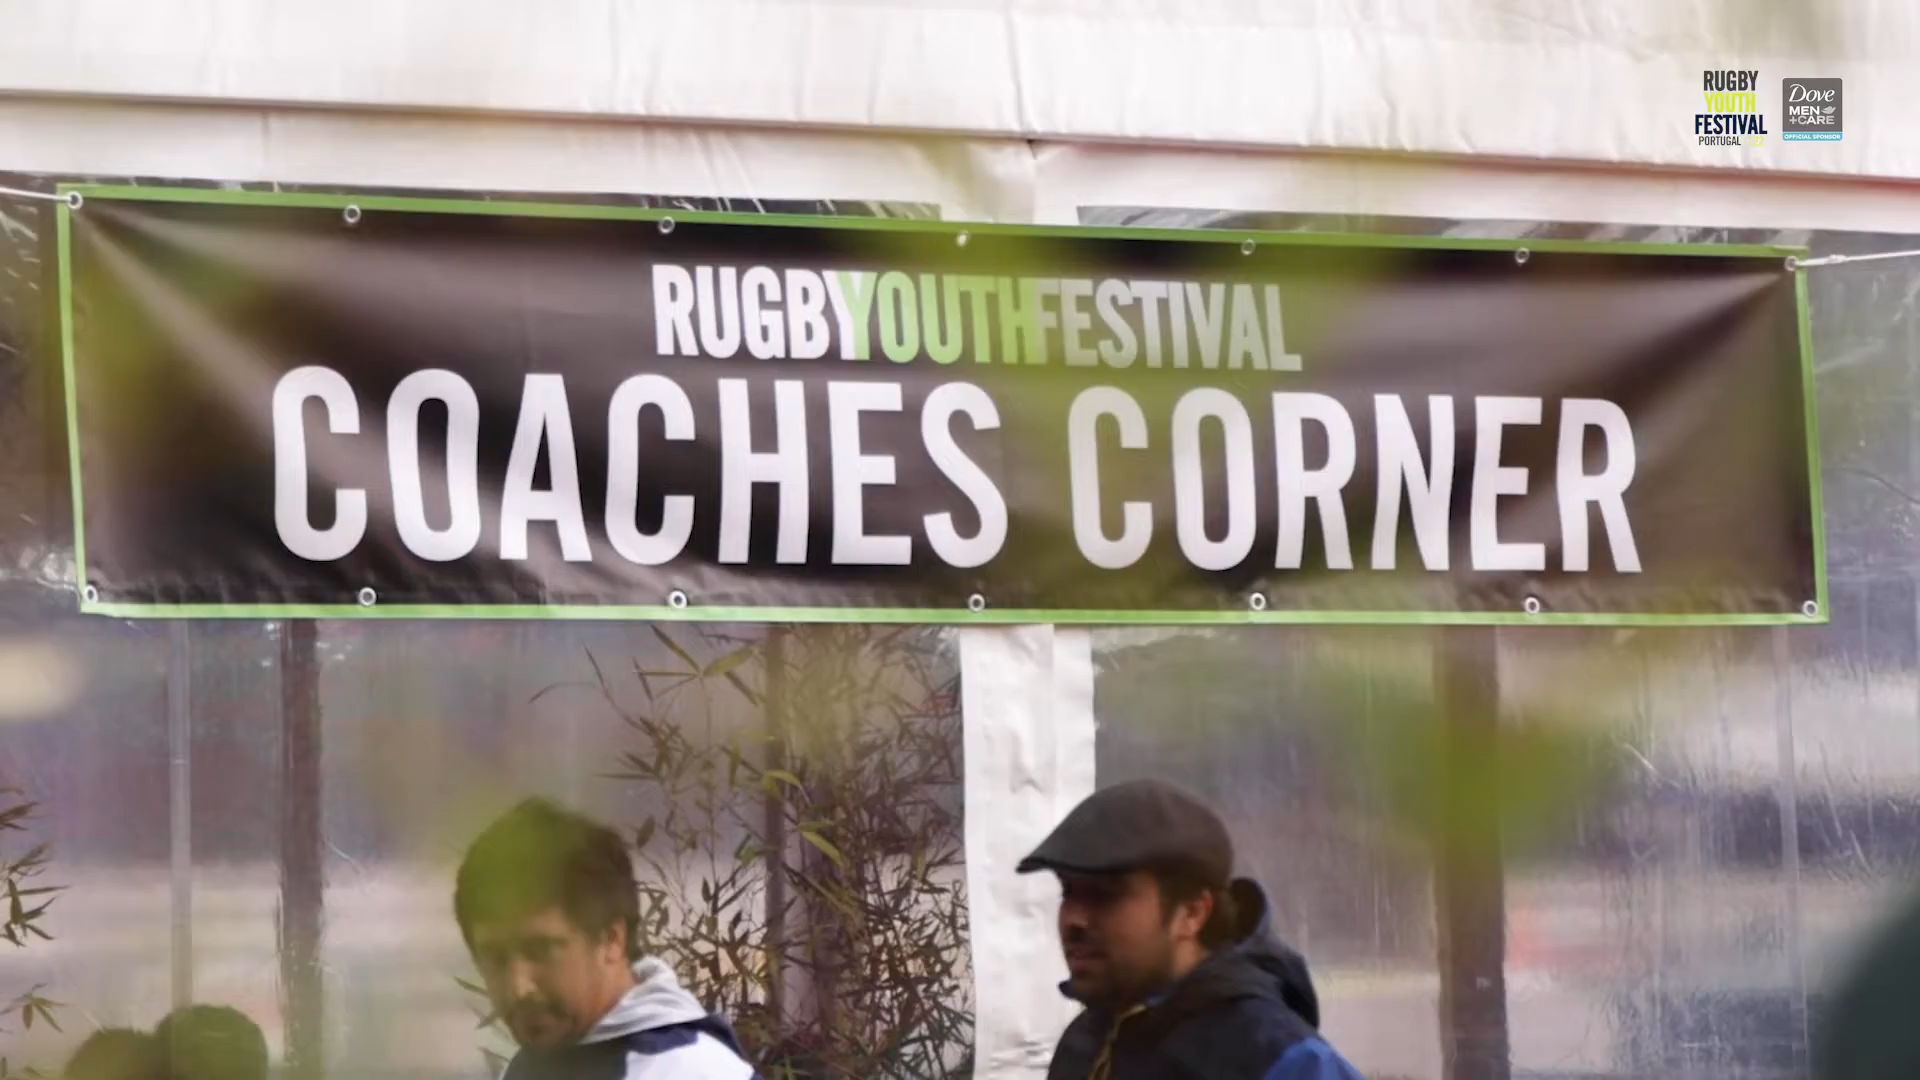 RUGBY
YOUTH
FESTIVAL
PORTUGAL
Dove
MEN
+CARE
OFFICIAL SPONSOR
RUGBYYOUTHFESTIVAL
COACHES CORNER